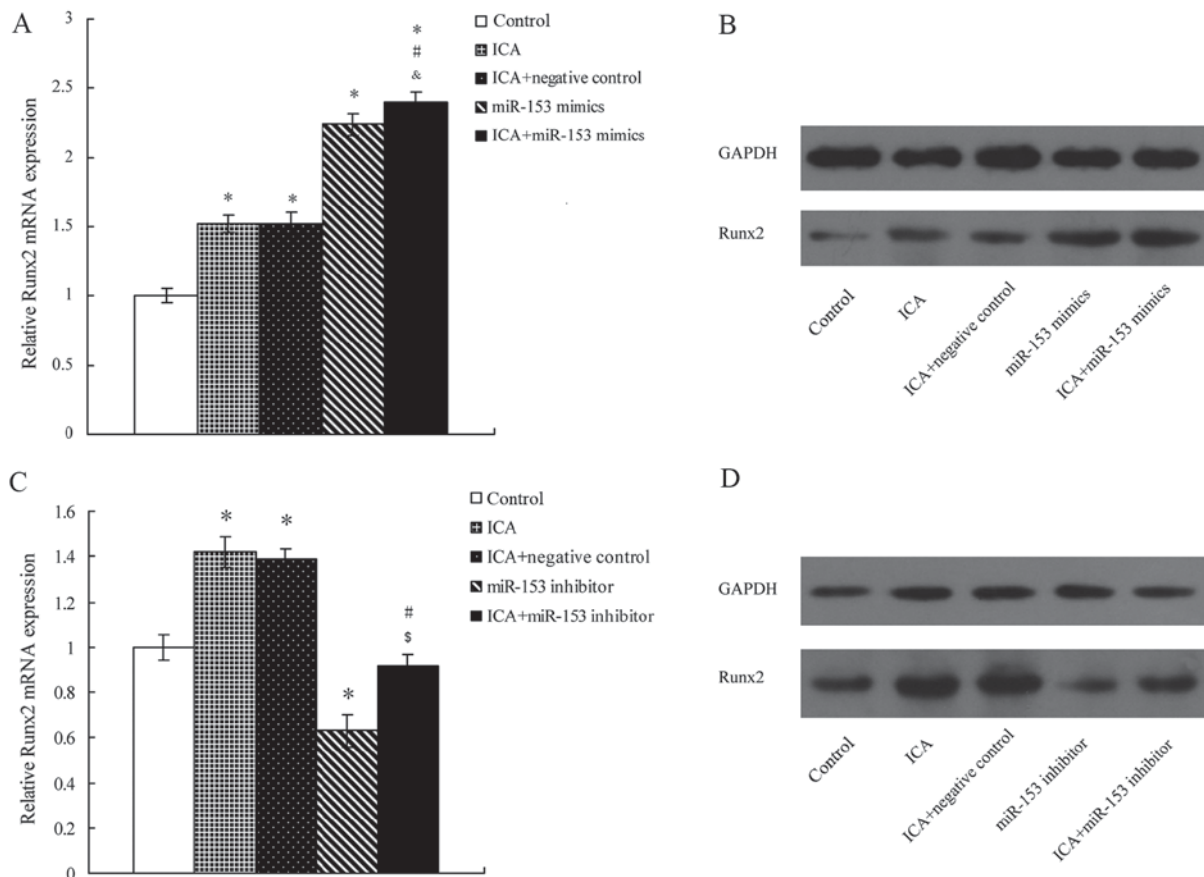 A
Relative Runx2 mRNA expression
3
2.5
2
1.5
1
0.5
0
*
*
*
*
#
&
Control
ICA
ICA+negative control
miR-153 mimics
ICA+miR-153 mimics
B
GAPDH
Runx2
Control
ICA
ICA+negative control
miR-153 mimics
ICA+miR-153 mimics
C
Relative Runx2 mRNA expression
1.6
1.4
1.2
1
0.8
0.6
0.4
0.2
0
*
*
*
#
$
Control
ICA
ICA+negative control
miR-153 inhibitor
ICA+miR-153 inhibitor
D
GAPDH
Runx2
Control
ICA
ICA+negative control
miR-153 inhibitor
ICA+miR-153 inhibitor